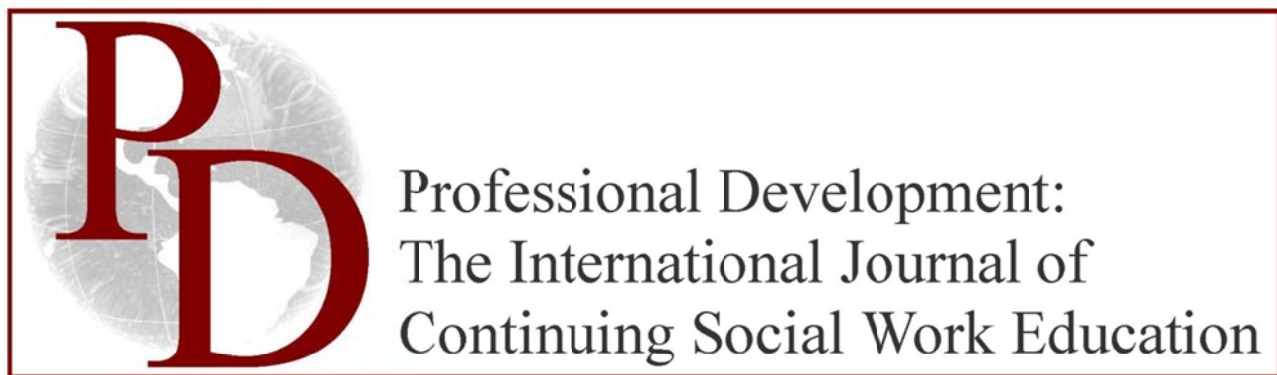 PD
Professional Development:
The International Journal of
Continuing Social Work Education